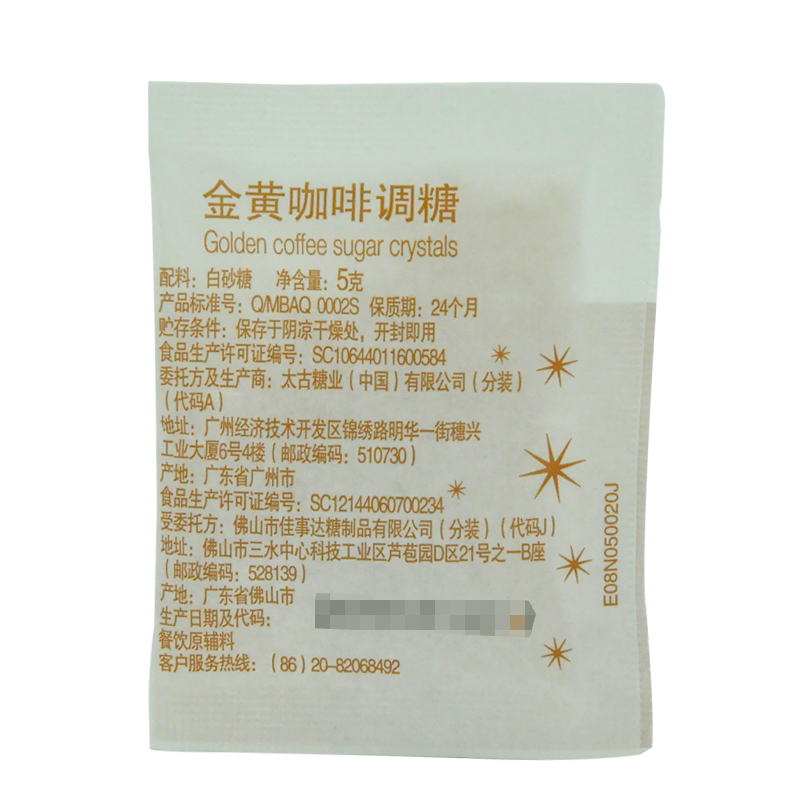 金黄咖啡调糖
Golden coffee sugar crystals
配料：白砂糖 净含量：5克
产品标准号：Q/MBAQ 0002S 保质期：24个月
贮存条件：保存于阴凉干燥处，开封即用
食品生产许可证编号：SC10644011600584
委托方及生产商：太古糖业（中国）有限公司（分装）
（代码A）
地址：广州经济技术开发区锦绣路明华一街穗兴
工业大厦6号4楼（邮政编码：510730）
产地：广东省广州市
食品生产许可证编号：SC12144060700234
受委托方：佛山市佳事达糖制品有限公司（分装）（代码J）
地址：佛山市三水中心科技工业区芦苞园D区21号之一B座
（邮政编码：528139）
产地：广东省佛山市
生产日期及代码：
餐饮原辅料
客户服务热线：（86）20-82068492
E08N050020J